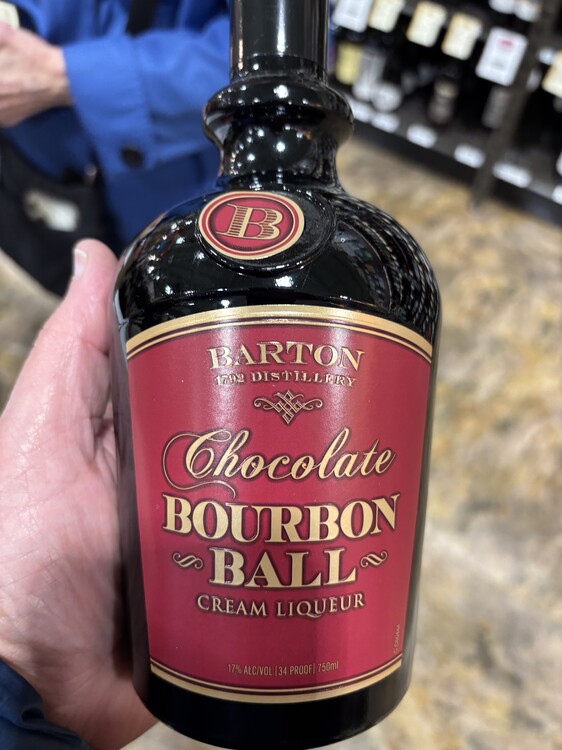 B
BARTON
1792 DISTILLERY
Chocolate
BOURBON
BALL
CREAM LIQUEUR
17% ALC/VOL (34 PROOF) 750ml